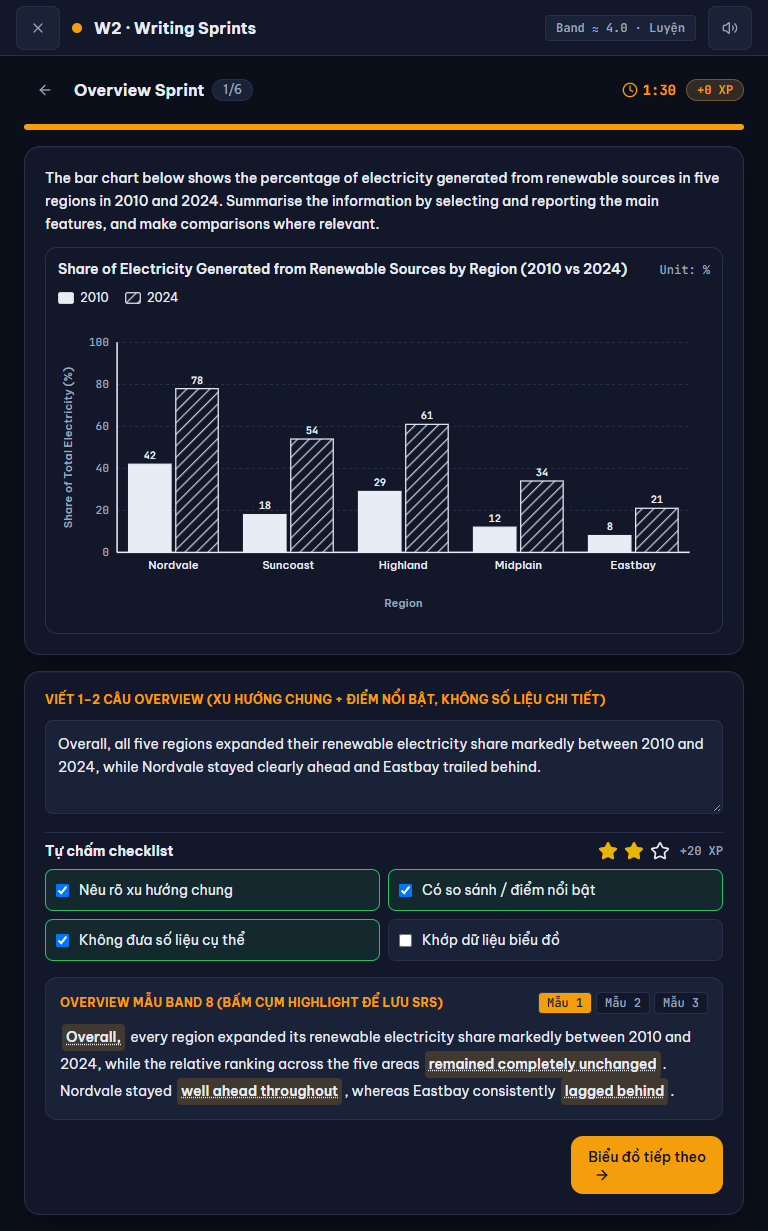 W2 · Writing Sprints
Band ≈ 4.0 · Luyện
Overview Sprint
1/6
1:30
+0 XP
The bar chart below shows the percentage of electricity generated from renewable sources in five
regions in 2010 and 2024. Summarise the information by selecting and reporting the main
features, and make comparisons where relevant.
Share of Electricity Generated from Renewable Sources by Region (2010 vs 2024)
Unit: %
2010
2024
Share of Total Electricity (%)
100
80
60
40
20
0
42
78
18
54
29
61
12
34
8
21
Nordvale
Suncoast
Highland
Midplain
Eastbay
Region
VIẾT 1–2 CÂU OVERVIEW (XU HƯỚNG CHUNG + ĐIỂM NỔI BẬT, KHÔNG SỐ LIỆU CHI TIẾT)
Overall, all five regions expanded their renewable electricity share markedly between 2010 and
2024, while Nordvale stayed clearly ahead and Eastbay trailed behind.
Tự chấm checklist
+20 XP
Nêu rõ xu hướng chung
Có so sánh / điểm nổi bật
Không đưa số liệu cụ thể
Khớp dữ liệu biểu đồ
OVERVIEW MẪU BAND 8 (BẤM CỤM HIGHLIGHT ĐỂ LƯU SRS)
Mẫu 1
Mẫu 2
Mẫu 3
Overall, every region expanded its renewable electricity share markedly between 2010 and
2024, while the relative ranking across the five areas remained completely unchanged .
Nordvale stayed well ahead throughout , whereas Eastbay consistently lagged behind .
Biểu đồ tiếp theo
→